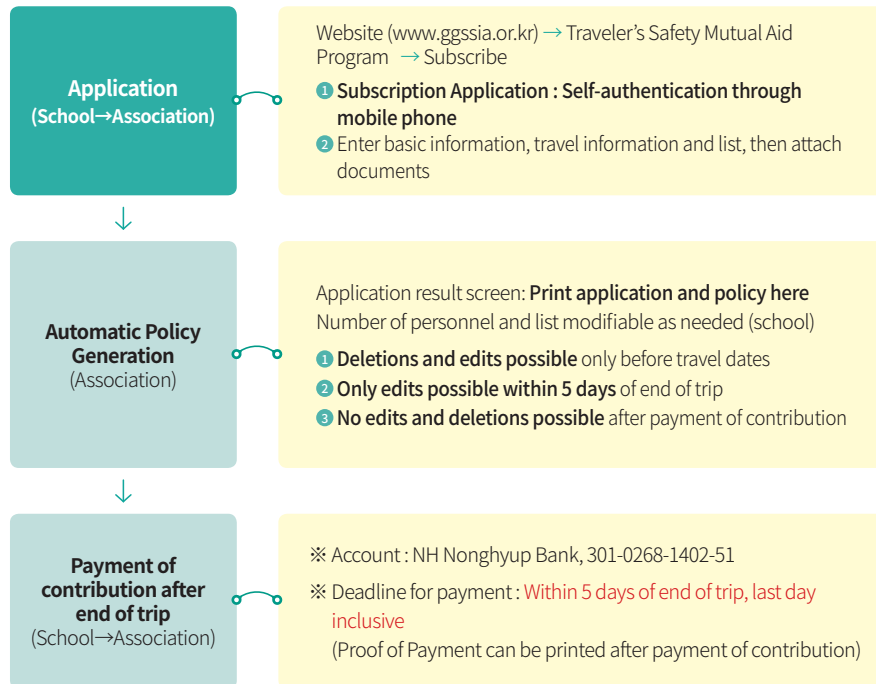 Application
(School→Association)
Website (www.ggssia.or.kr) → Traveler's Safety Mutual Aid
Program → Subscribe
❶ Subscription Application : Self-authentication through
mobile phone
❷ Enter basic information, travel information and list, then attach
documents
↓
Automatic Policy
Generation
(Association)
Application result screen: Print application and policy here
Number of personnel and list modifiable as needed (school)
❶ Deletions and edits possible only before travel dates
❷ Only edits possible within 5 days of end of trip
❸ No edits and deletions possible after payment of contribution
↓
Payment of
contribution after
end of trip
(School→Association)
※ Account : NH Nonghyup Bank, 301-0268-1402-51
※ Deadline for payment : Within 5 days of end of trip, last day
inclusive
(Proof of Payment can be printed after payment of contribution)